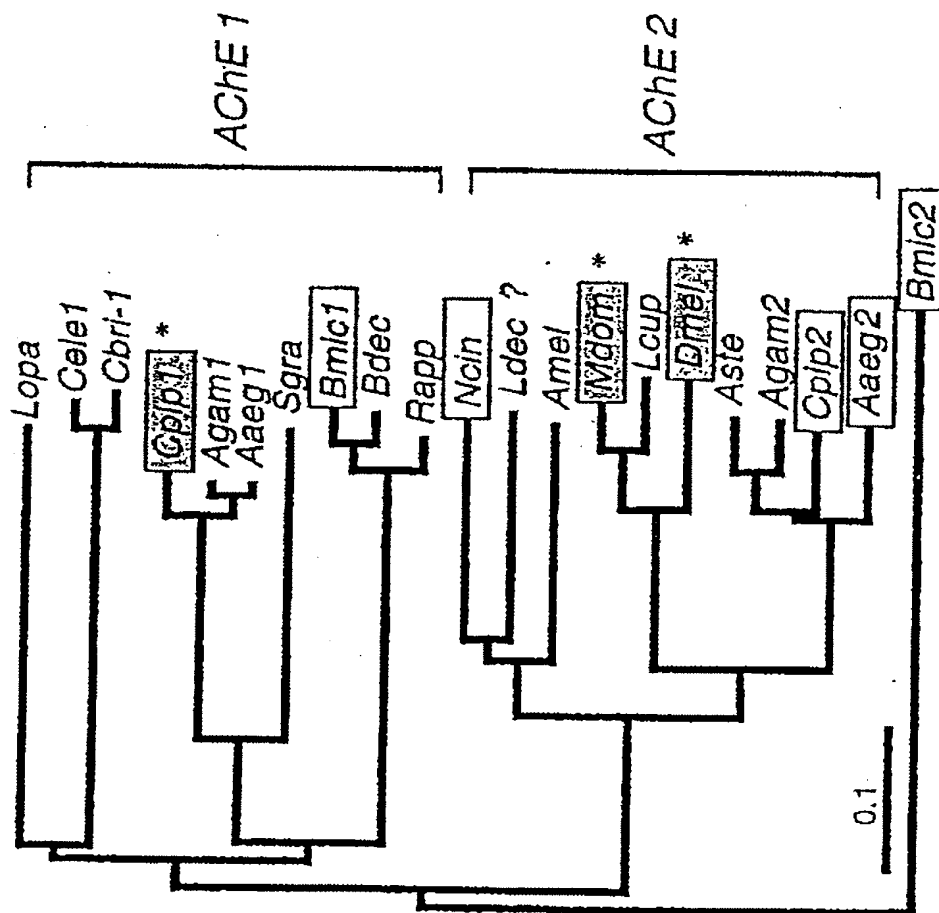 Lopa
Cele1
Cbri-1
Cpip1 *
Agam1
Aaeg1
Sgra
Bmic1
Bdec
Rapp
Ncin
Ldec ?
Amel
Mdom *
Lcup
Dmel *
Aste
Agam2
Cpip2
Aaeg2
Bmic2
AChE 1
AChE 2
0.1